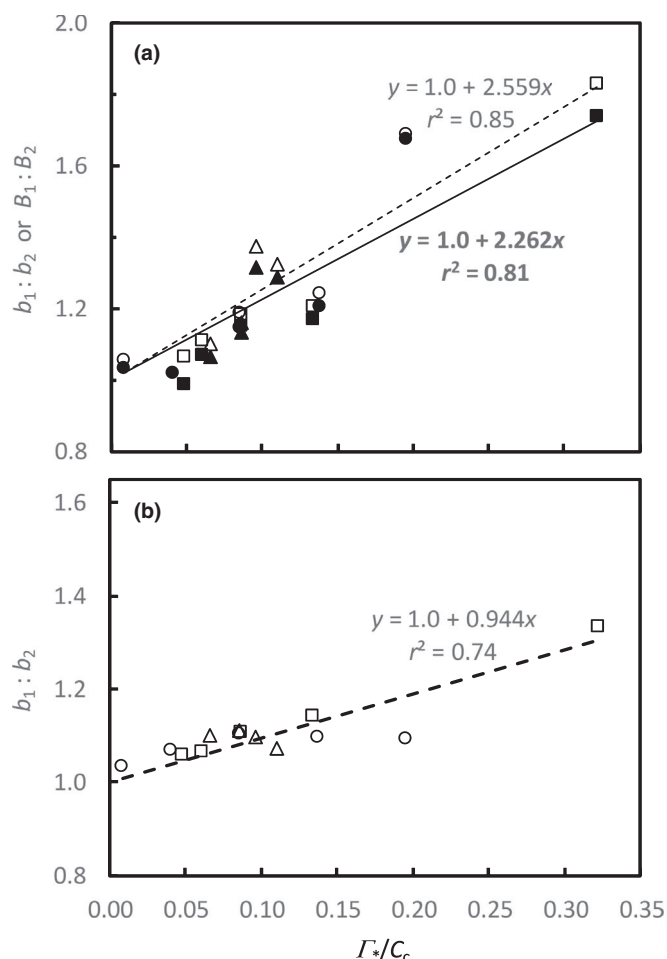 2.0
(a)
y = 1.0 + 2.559x
r² = 0.85
1.6
b₁ : b₂ or B₁ : B₂
y = 1.0 + 2.262x
r² = 0.81
1.2
0.8
1.6
(b)
1.4
y = 1.0 + 0.944x
r² = 0.74
b₁ : b₂
1.2
1.0
0.8
0.00 0.05 0.10 0.15 0.20 0.25 0.30 0.35
Γ*/Cc